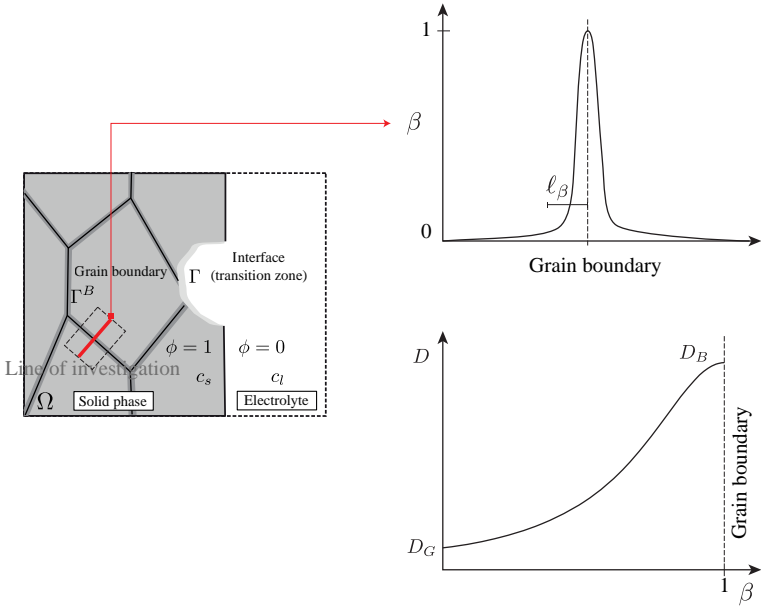 Grain boundary
Γ^B
Γ
Interface
(transition zone)
ϕ = 1
ϕ = 0
Line of investigation
c_s
c_l
Ω
Solid phase
Electrolyte
1
β
ℓ_β
0
Grain boundary
D
D_B
Grain boundary
D_G
1
β